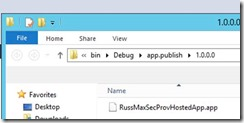 1.0.0.0
File Home Share View
« bin ▸ Debug ▸ app.publish ▸ 1.0.0.0
Favorites
Name
Desktop
RussMaxSecProvHostedApp.app
Downloads